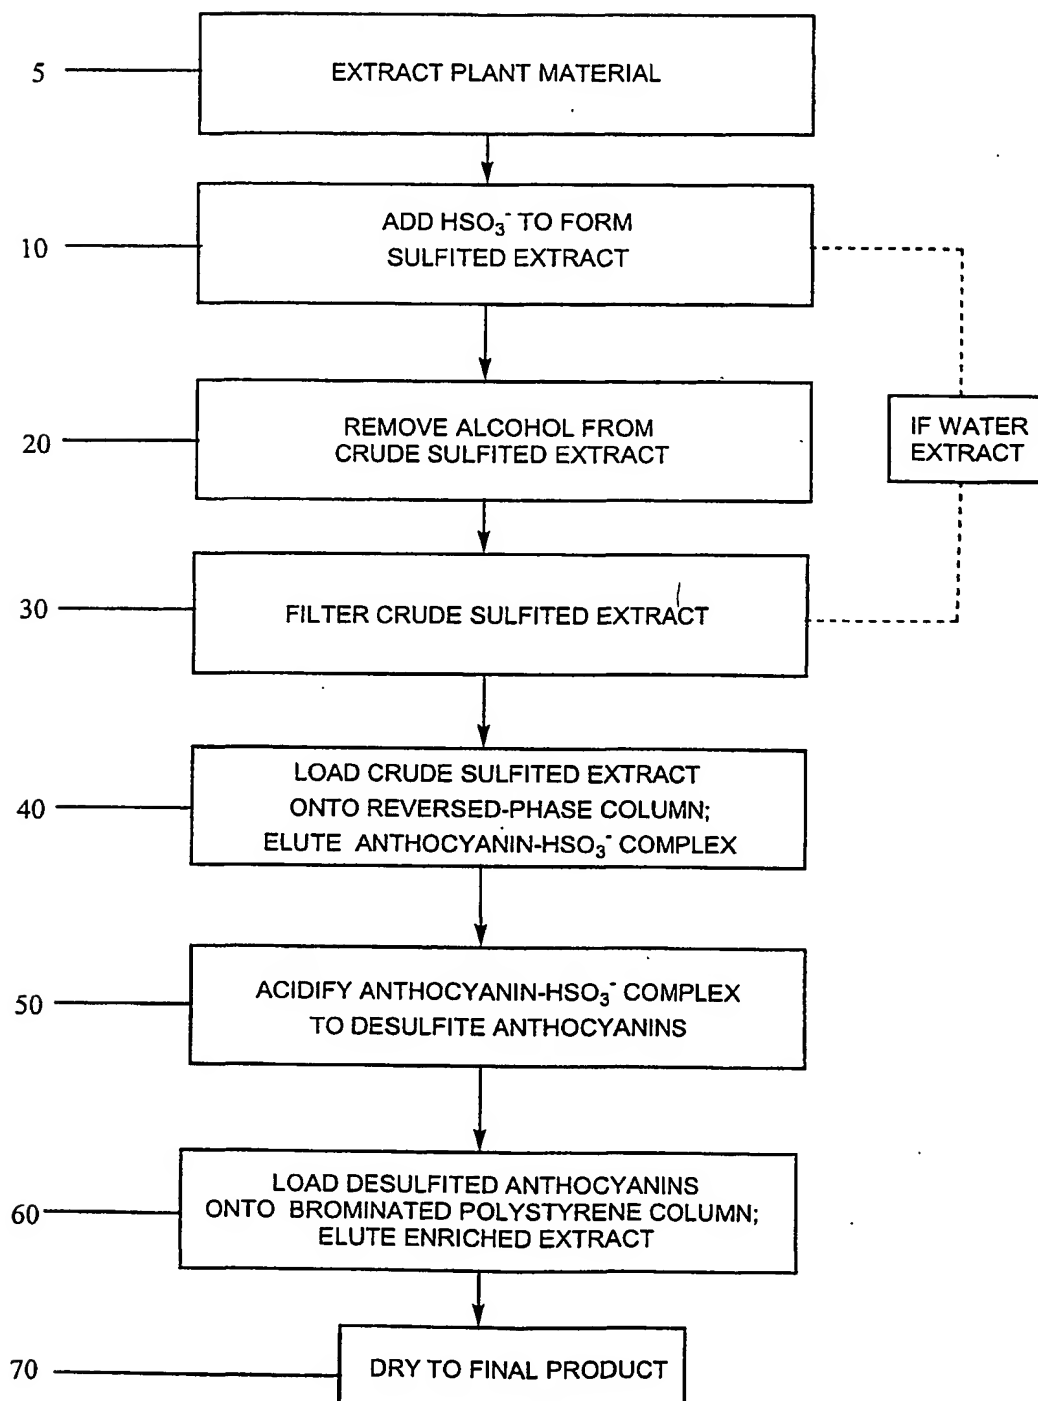 5
EXTRACT PLANT MATERIAL
10
ADD HSO₃⁻ TO FORM
SULFITED EXTRACT
20
REMOVE ALCOHOL FROM
CRUDE SULFITED EXTRACT
IF WATER
EXTRACT
30
FILTER CRUDE SULFITED EXTRACT
40
LOAD CRUDE SULFITED EXTRACT
ONTO REVERSED-PHASE COLUMN;
ELUTE ANTHOCYANIN-HSO₃⁻ COMPLEX
50
ACIDIFY ANTHOCYANIN-HSO₃⁻ COMPLEX
TO DESULFITE ANTHOCYANINS
60
LOAD DESULFITED ANTHOCYANINS
ONTO BROMINATED POLYSTYRENE COLUMN;
ELUTE ENRICHED EXTRACT
70
DRY TO FINAL PRODUCT